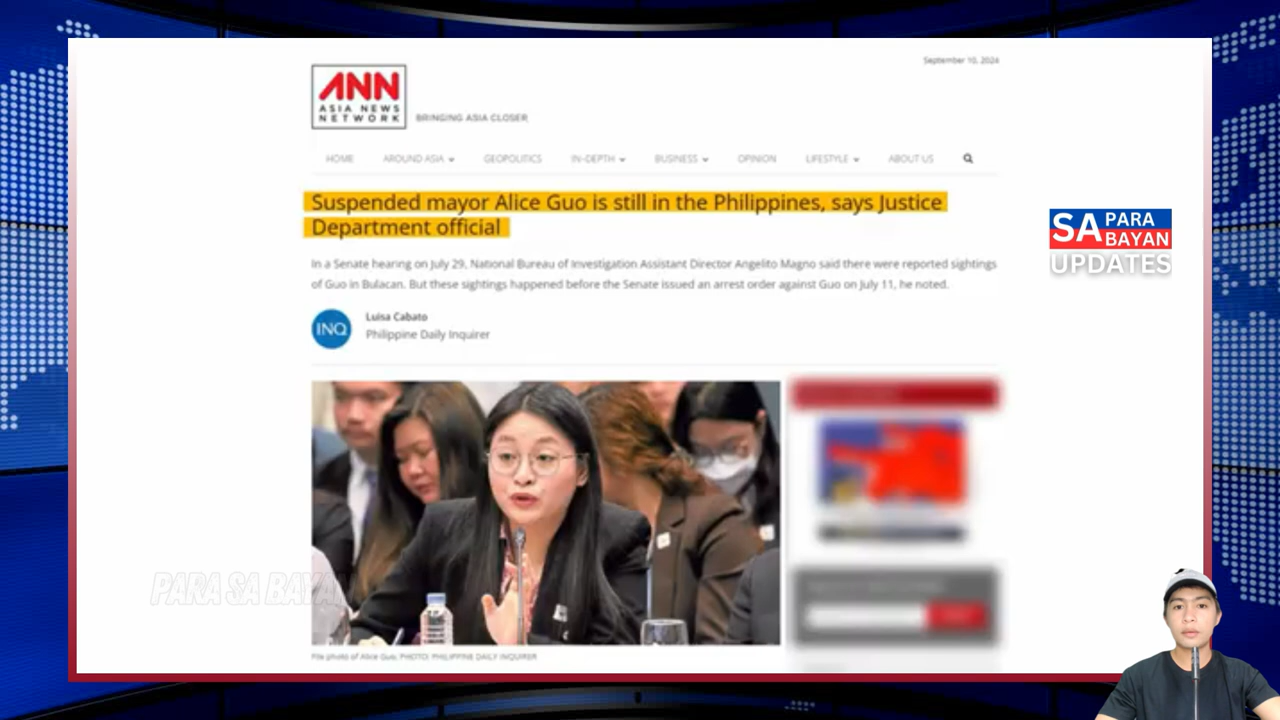 September 10, 2024
ANN
ASIA NEWS
NETWORK
BRINGING ASIA CLOSER
HOME
AROUND ASIA
GEOPOLITICS
IN-DEPTH
BUSINESS
OPINION
LIFESTYLE
ABOUT US
Suspended mayor Alice Guo is still in the Philippines, says Justice
Department official
In a Senate hearing on July 29, National Bureau of Investigation Assistant Director Angelito Magno said there were reported sightings
of Guo in Bulacan. But these sightings happened before the Senate issued an arrest order against Guo on July 11, he noted.
INQ
Luisa Cabato
Philippine Daily Inquirer
SA PARA
BAYAN
UPDATES
PARA SA BAYAN
File photo of Alice Guo. PHOTO: PHILIPPINE DAILY INQUIRER